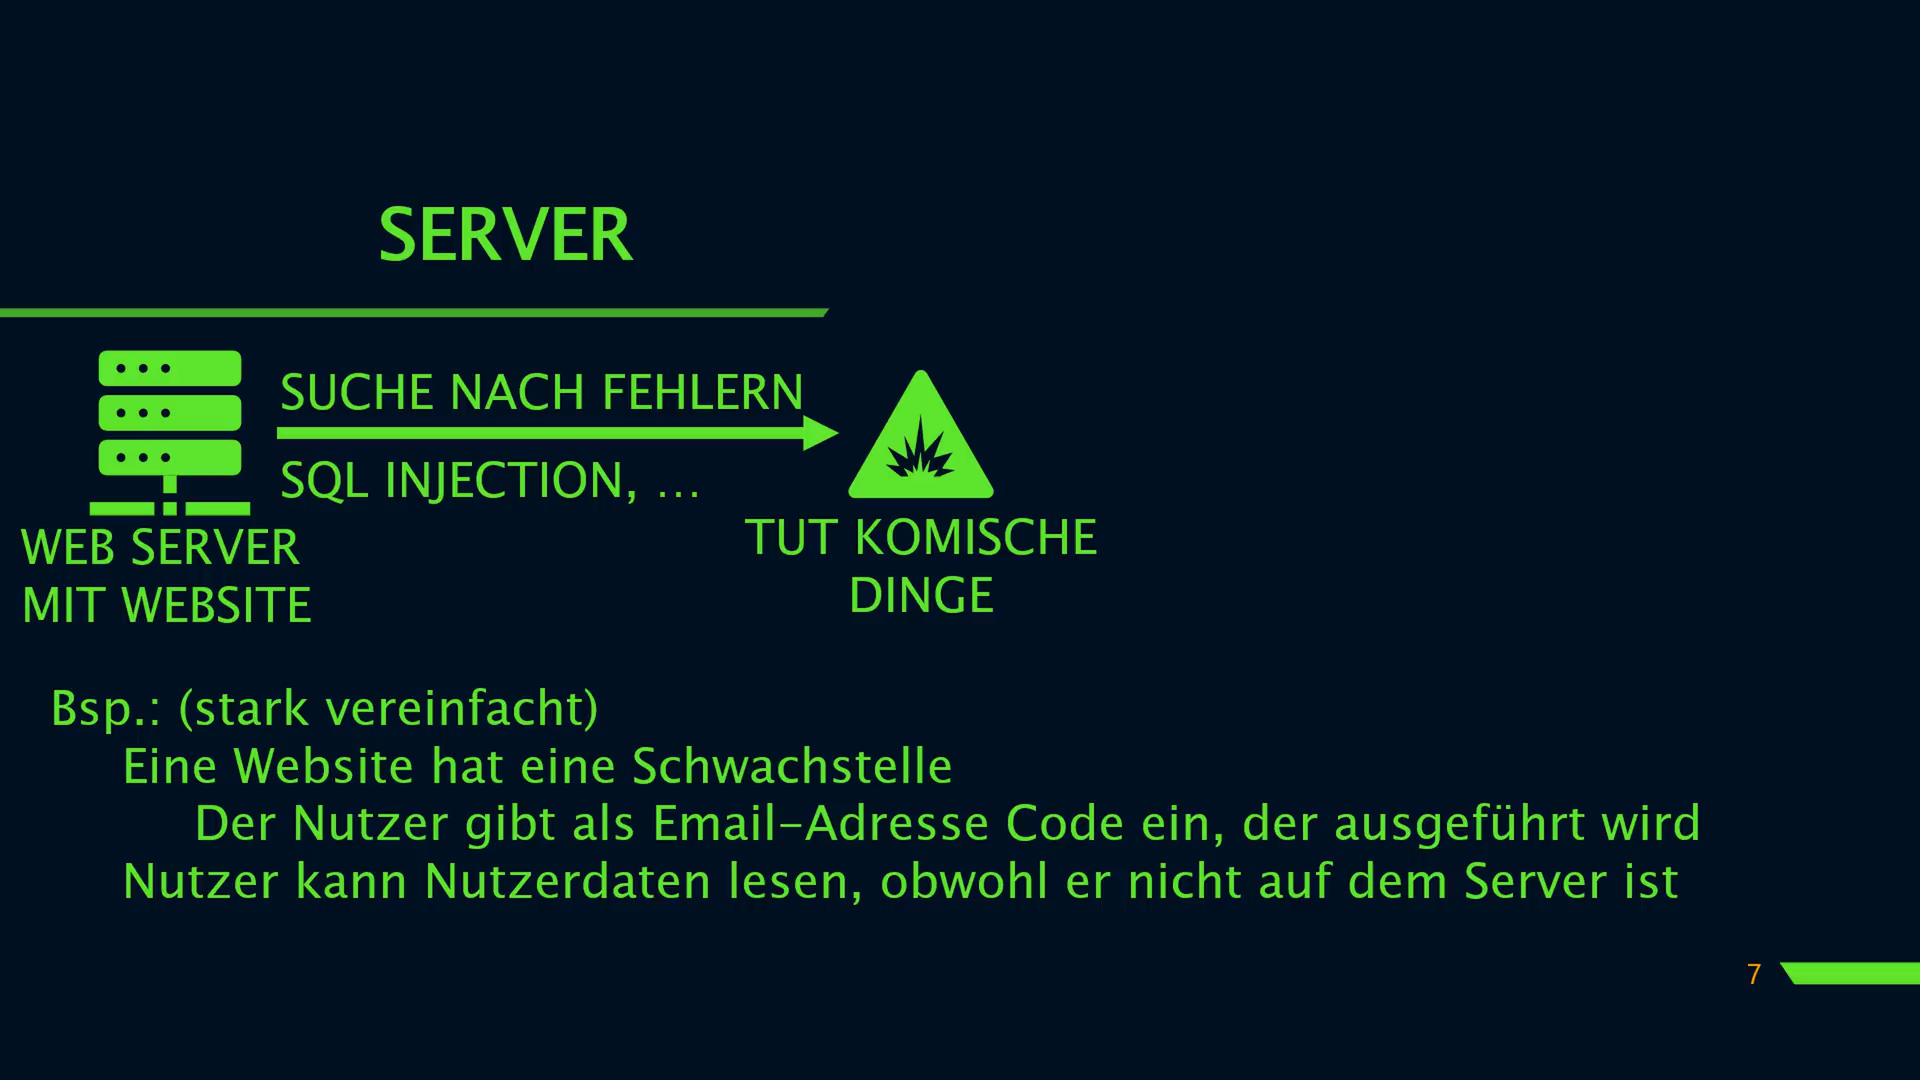 SERVER
SUCHE NACH FEHLERN
SQL INJECTION, …
WEB SERVER
MIT WEBSITE
TUT KOMISCHE
DINGE
Bsp.: (stark vereinfacht)
Eine Website hat eine Schwachstelle
Der Nutzer gibt als Email–Adresse Code ein, der ausgeführt wird
Nutzer kann Nutzerdaten lesen, obwohl er nicht auf dem Server ist
7